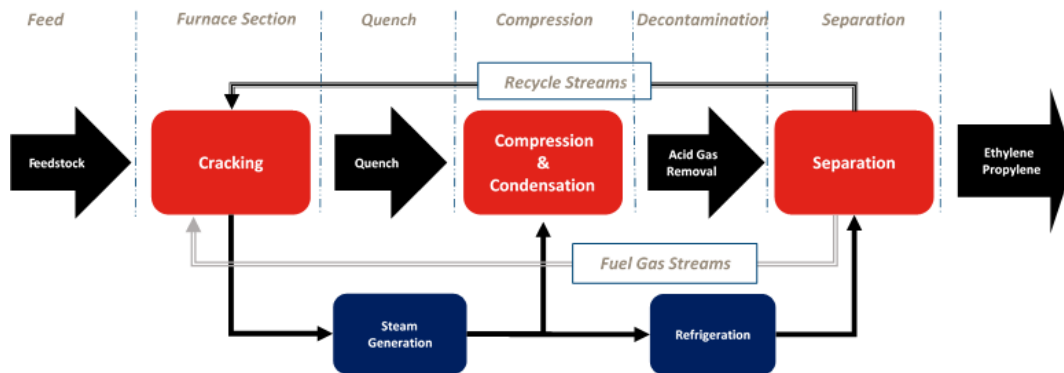 Feed
Furnace Section
Quench
Compression
Decontamination
Separation
Recycle Streams
Feedstock
Cracking
Quench
Compression
&
Condensation
Acid Gas
Removal
Separation
Ethylene
Propylene
Fuel Gas Streams
Steam
Generation
Refrigeration